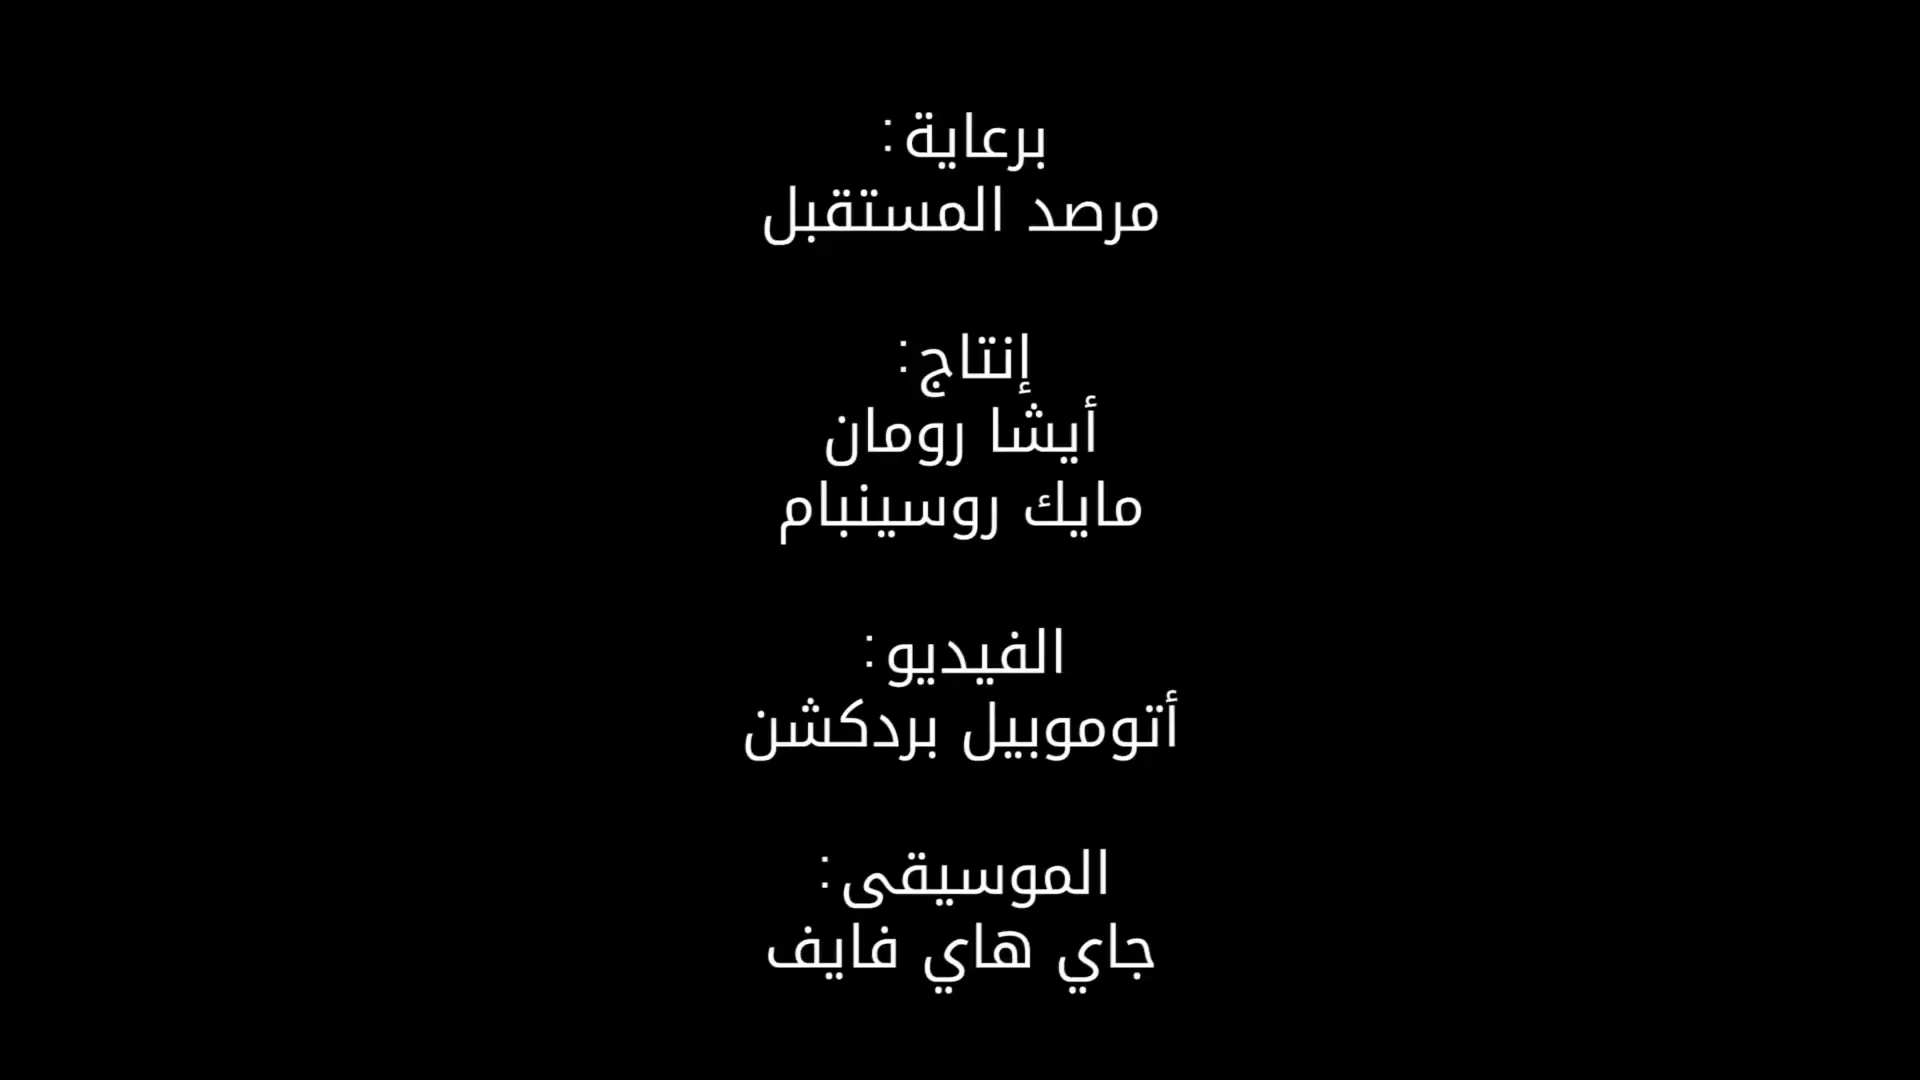 برعاية:
مرصد المستقبل
إنتاج:
أيشا رومان
مايك روسينبام
الفيديو:
أتوموبيل بردكشن
الموسيقى:
جاي هاي فايف